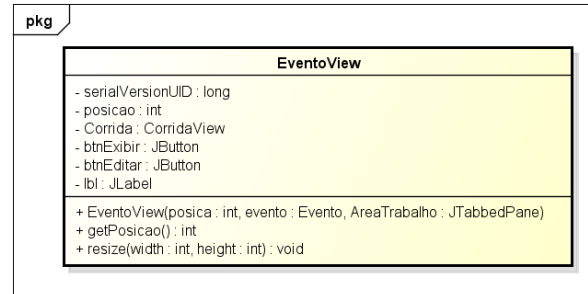 pkg
EventoView
- serialVersionUID : long
- posicao : int
- Corrida : CorridaView
- btnExibir : JButton
- btnEditar : JButton
- lbl : JLabel
+ EventoView(posica : int, evento : Evento, AreaTrabalho : JTabbedPane)
+ getPosicao() : int
+ resize(width : int, height : int) : void